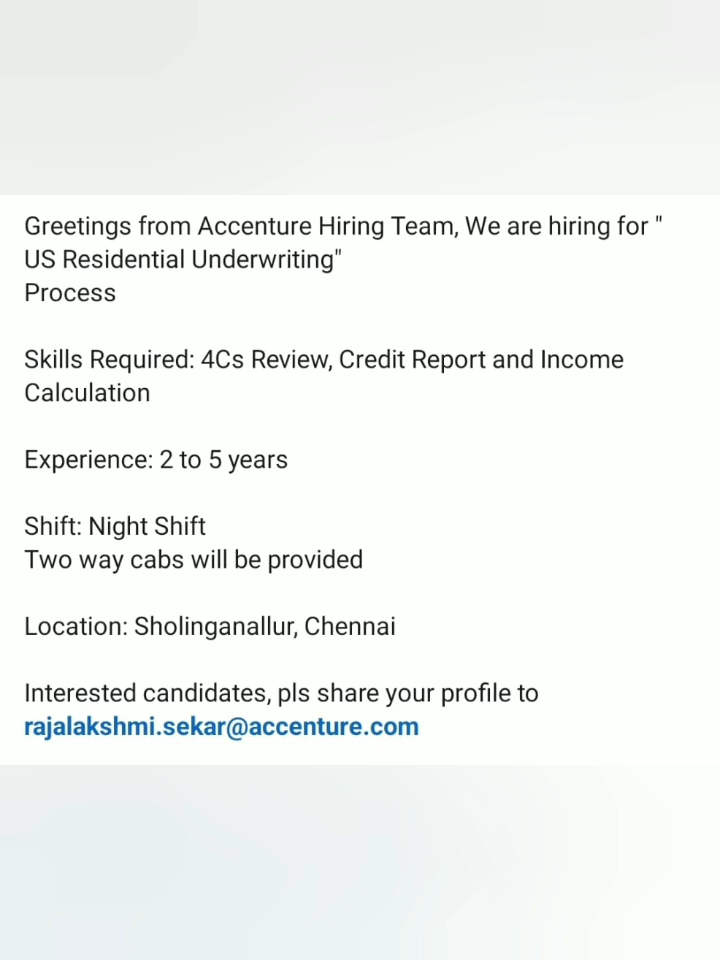 Greetings from Accenture Hiring Team, We are hiring for "
US Residential Underwriting"
Process
Skills Required: 4Cs Review, Credit Report and Income
Calculation
Experience: 2 to 5 years
Shift: Night Shift
Two way cabs will be provided
Location: Sholinganallur, Chennai
Interested candidates, pls share your profile to
rajalakshmi.sekar@accenture.com